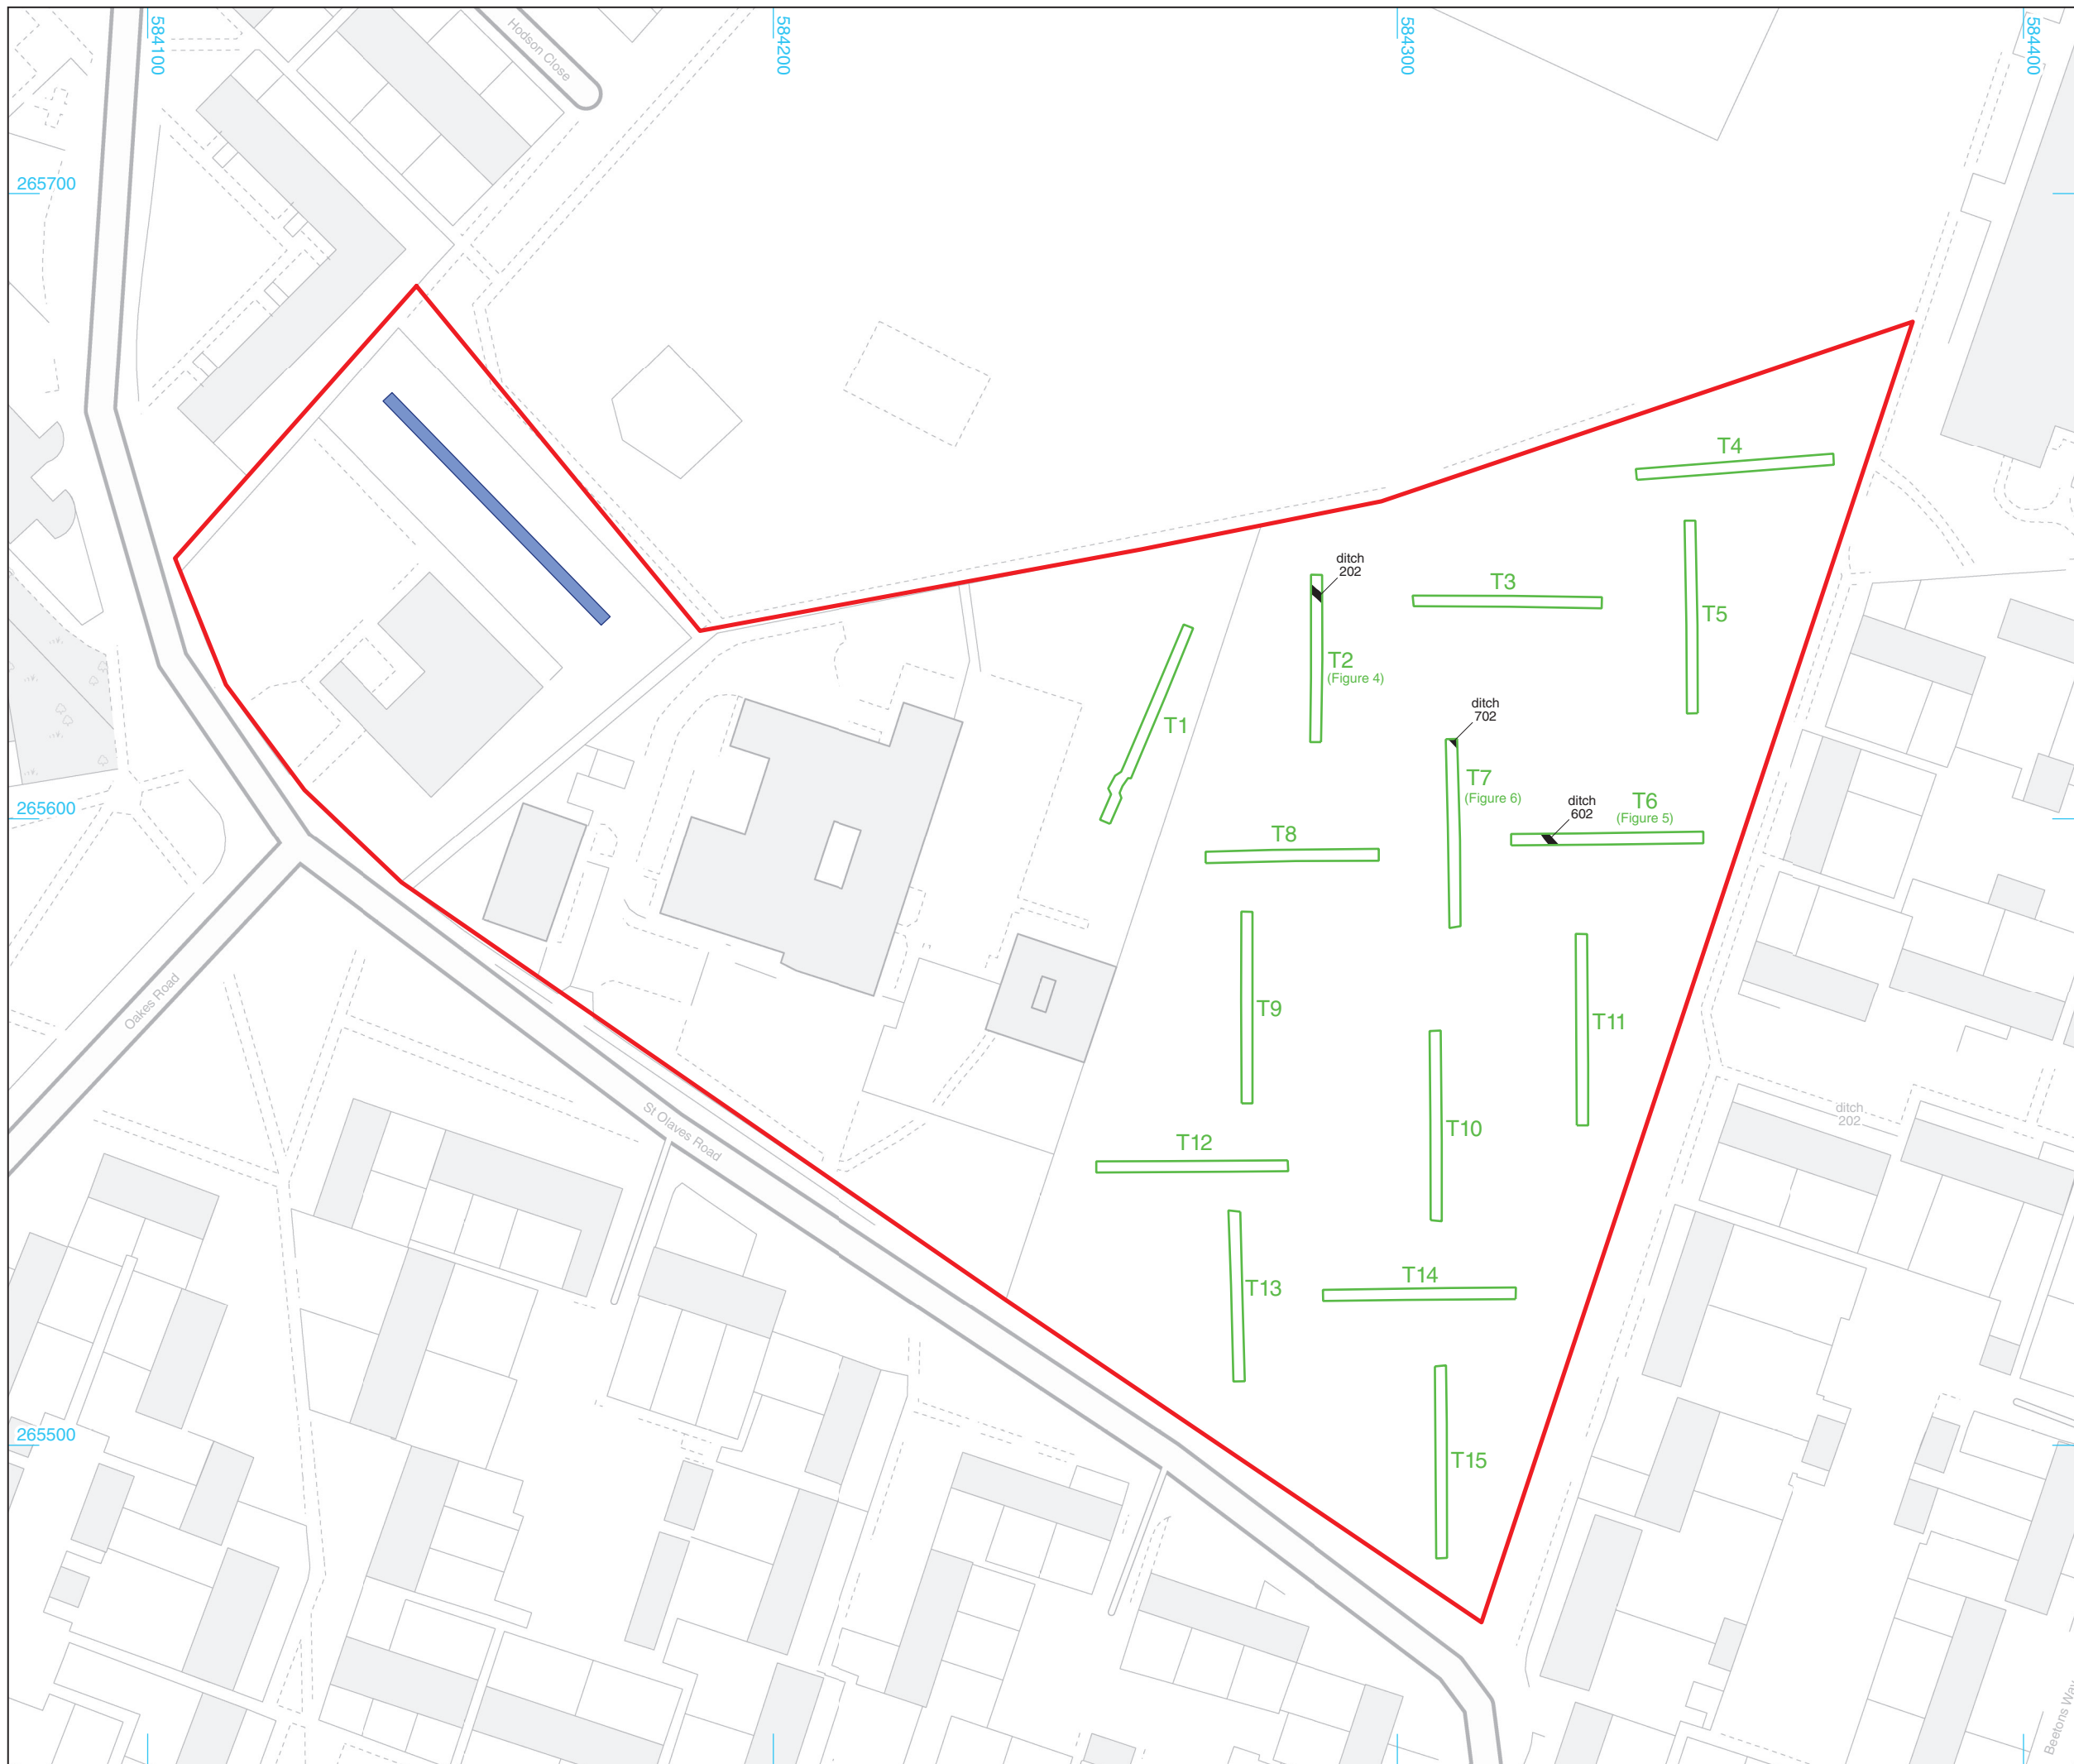 584100
584200
584300
584400
Hodson Close
265700
T4
ditch
202
T3
T5
T2
(Figure 4)
ditch
702
T1
T7
(Figure 6)
ditch
602
T6
(Figure 5)
265600
T8
Oakes Road
T9
T11
St Olaves Road
T10
ditch
202
T12
T13
T14
265500
T15
Beetons Way